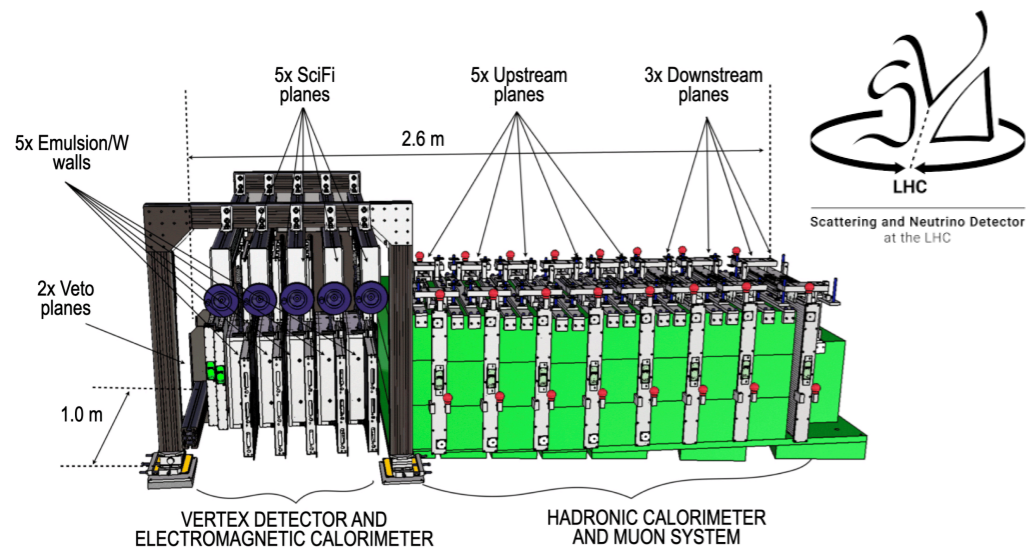 5x SciFi
planes
5x Upstream
planes
3x Downstream
planes
2.6 m
5x Emulsion/W
walls
2x Veto
planes
1.0 m
VERTEX DETECTOR AND
ELECTROMAGNETIC CALORIMETER
HADRONIC CALORIMETER
AND MUON SYSTEM
SND
LHC
Scattering and Neutrino Detector
at the LHC